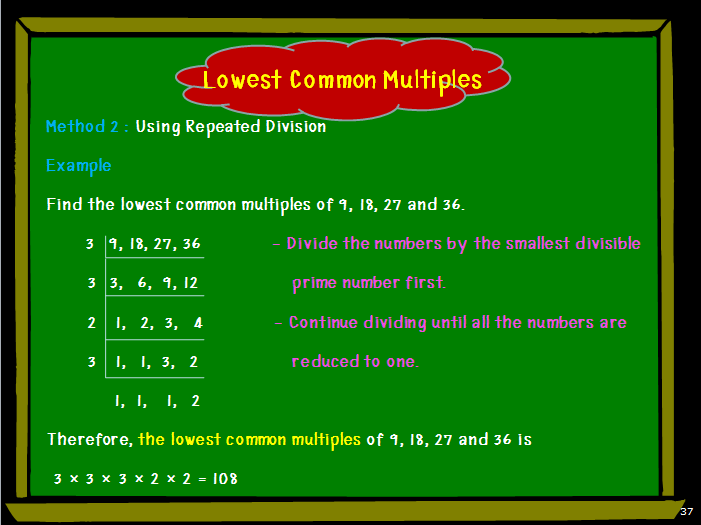 Lowest Common Multiples
Method 2 : Using Repeated Division
Example
Find the lowest common multiples of 9, 18, 27 and 36.
3 9, 18, 27, 36 – Divide the numbers by the smallest divisible
3 3, 6, 9, 12 prime number first.
2 1, 2, 3, 4 – Continue dividing until all the numbers are
3 1, 1, 3, 2 reduced to one.
1, 1, 1, 2
Therefore, the lowest common multiples of 9, 18, 27 and 36 is
3 × 3 × 3 × 2 × 2 = 108
37